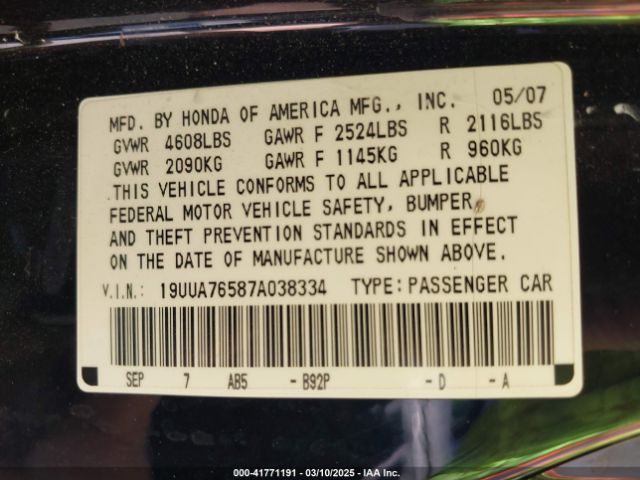 MFD. BY HONDA OF AMERICA MFG., INC. 05/07
GVWR 4608LBS GAWR F 2524LBS R 2116LBS
GVWR 2090KG GAWR F 1145KG R 960KG
THIS VEHICLE CONFORMS TO ALL APPLICABLE
FEDERAL MOTOR VEHICLE SAFETY, BUMPER,
AND THEFT PREVENTION STANDARDS IN EFFECT
ON THE DATE OF MANUFACTURE SHOWN ABOVE.
V.I.N.: 19UUA76587A038334 TYPE: PASSENGER CAR
SEP 7 AB5 -B92P -D -A
000-41771191 - 03/10/2025 - IAA Inc.